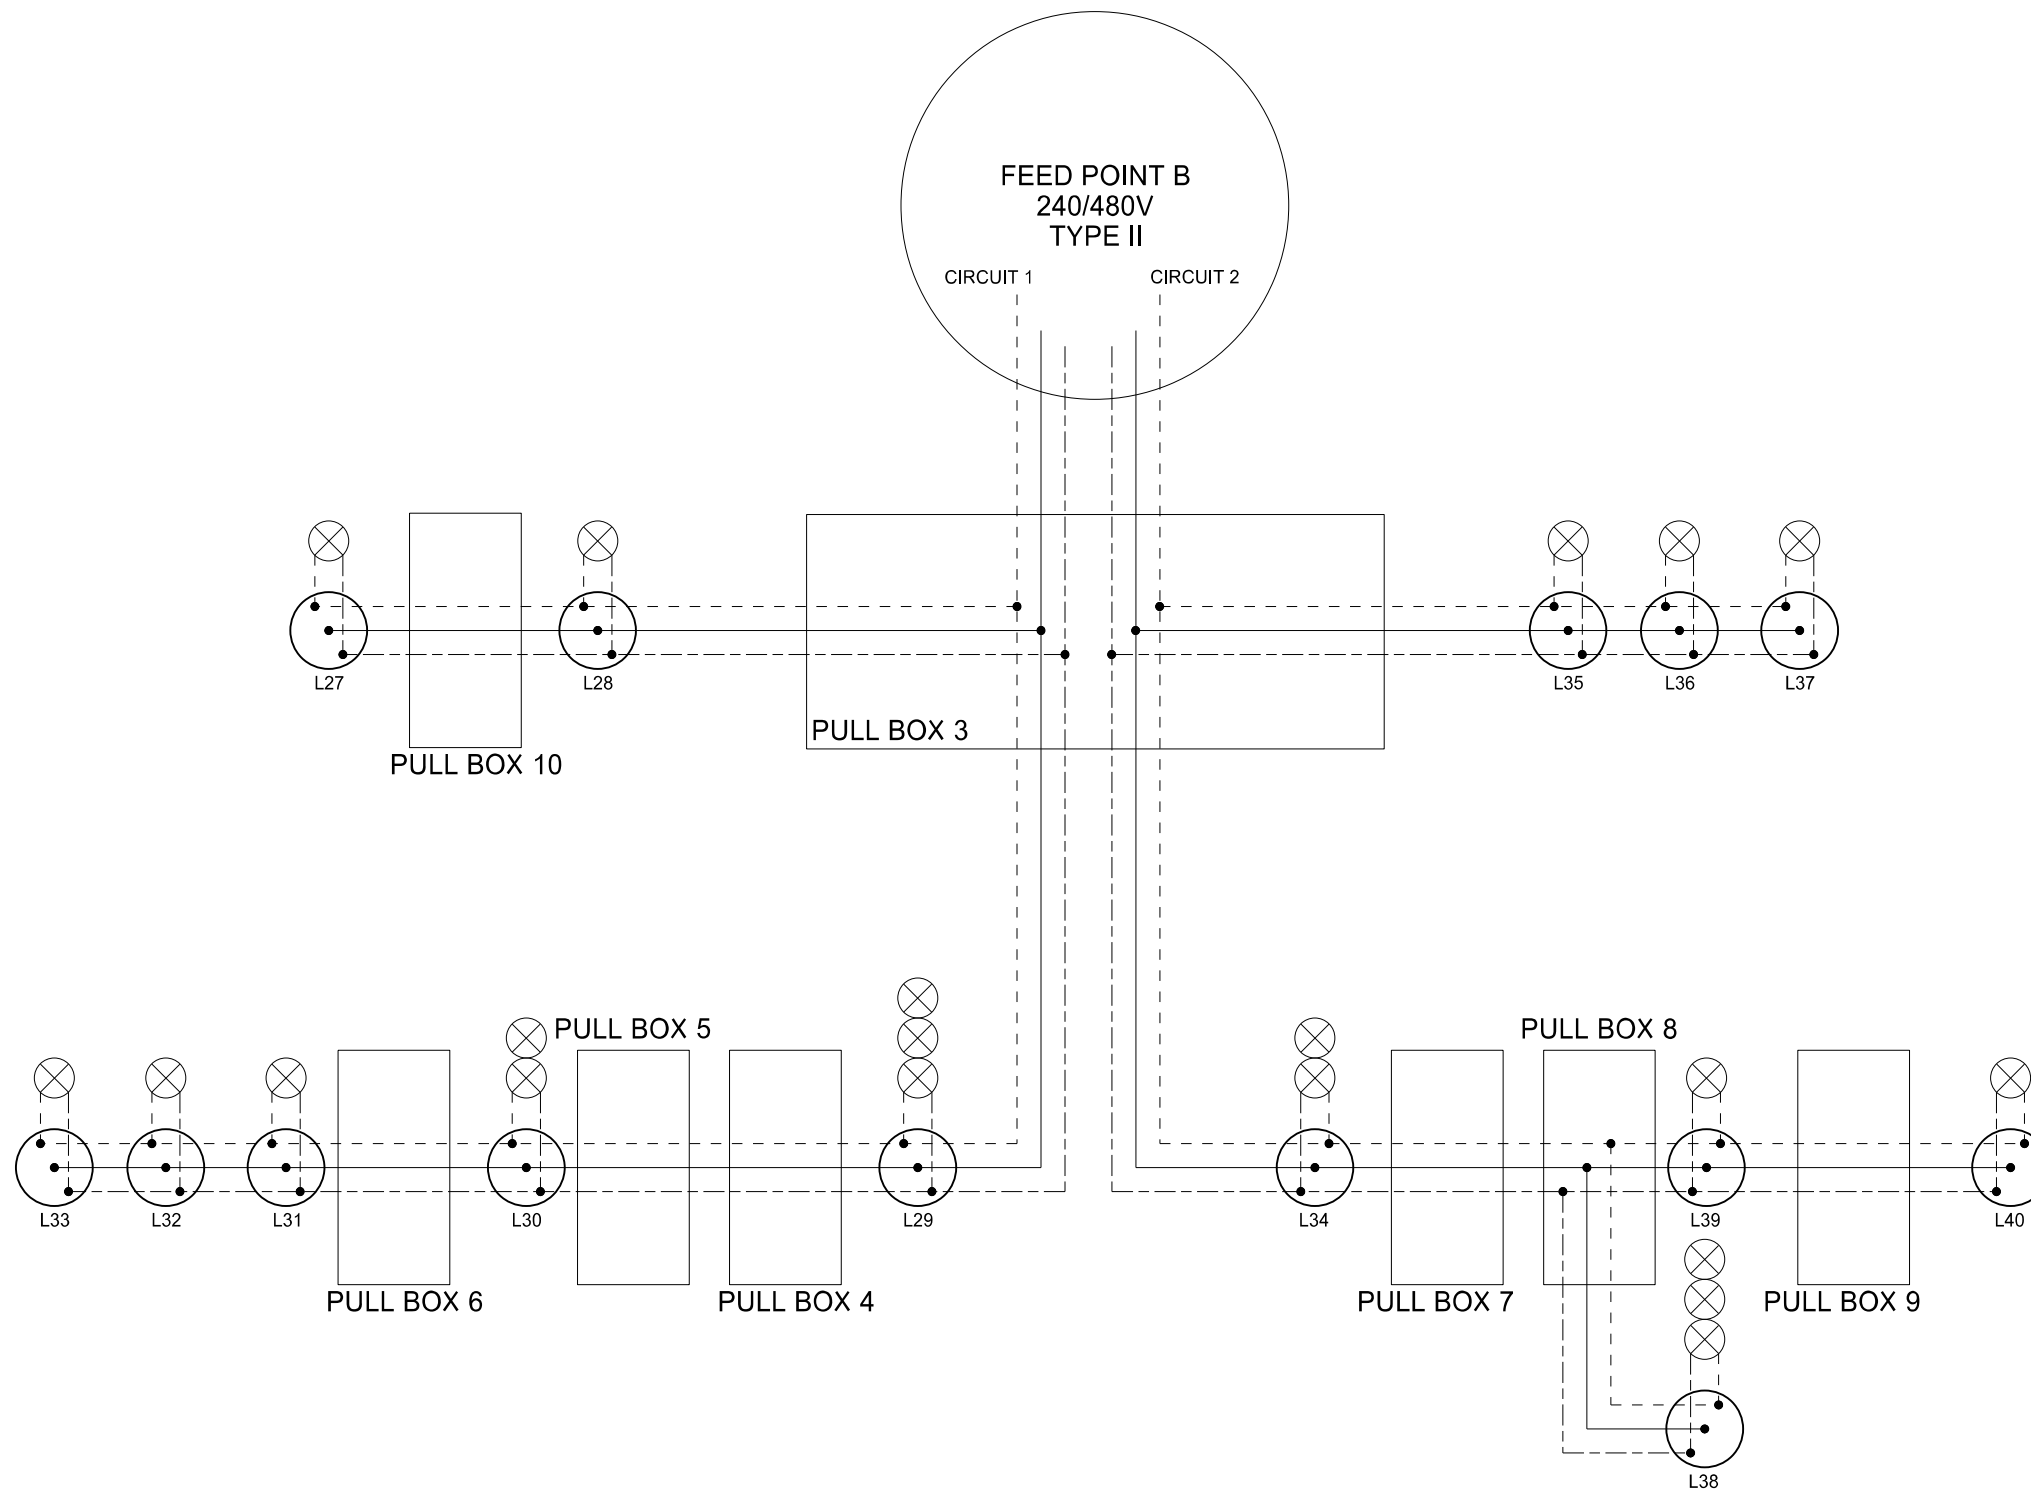 FEED POINT B
240/480V
TYPE II
CIRCUIT 1
CIRCUIT 2
L27
L28
L35
L36
L37
PULL BOX 3
PULL BOX 10
PULL BOX 5
PULL BOX 8
L33
L32
L31
L30
L29
L34
L39
L40
PULL BOX 6
PULL BOX 4
PULL BOX 7
PULL BOX 9
L38